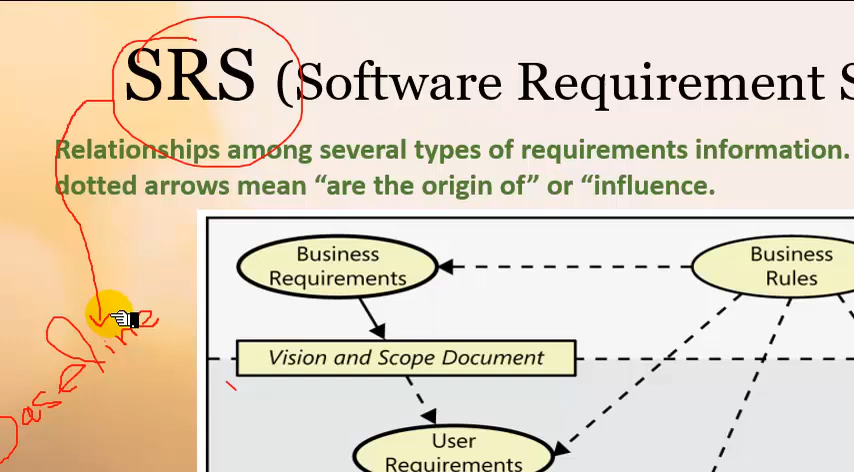 SRS (Software Requirement S
Relationships among several types of requirements information.
dotted arrows mean “are the origin of” or “influence.
Business
Requirements
Business
Rules
Vision and Scope Document
User
Requirements
Baseline